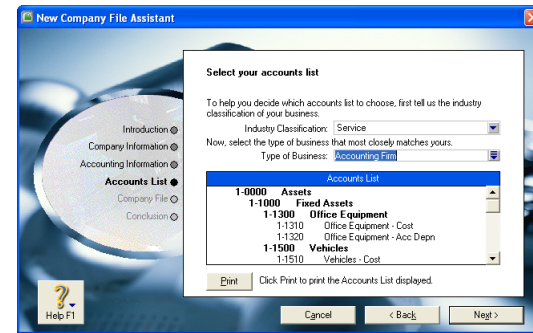 New Company File Assistant
Select your accounts list
To help you decide which accounts list to choose, first tell us the industry
classification of your business.
Industry Classification: Service
Now, select the type of business that most closely matches yours.
Type of Business: Accounting Firm
Introduction
Company Information
Accounting Information
Accounts List
Company File
Conclusion
Accounts List
1-0000 Assets
1-1000 Fixed Assets
1-1300 Office Equipment
1-1310 Office Equipment - Cost
1-1320 Office Equipment - Acc Depn
1-1500 Vehicles
1-1510 Vehicles - Cost
Print Click Print to print the Accounts List displayed.
Help F1
Cancel < Back Next >